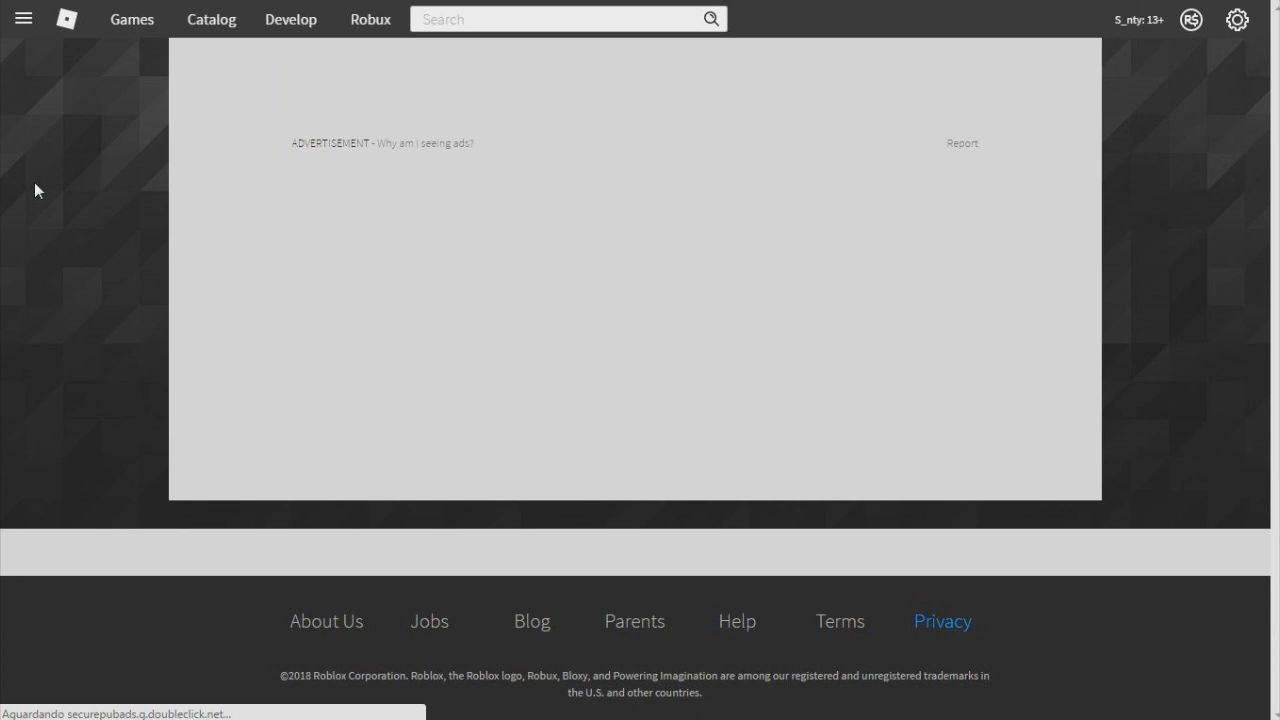 Games Catalog Develop Robux Search S_nty: 13+ R$
ADVERTISEMENT - Why am I seeing ads? Report
About Us Jobs Blog Parents Help Terms Privacy
©2018 Roblox Corporation. Roblox, the Roblox logo, Robux, Bloxy, and Powering Imagination are among our registered and unregistered trademarks in
the U.S. and other countries.
Aguardando securepubads.g.doubleclick.net...